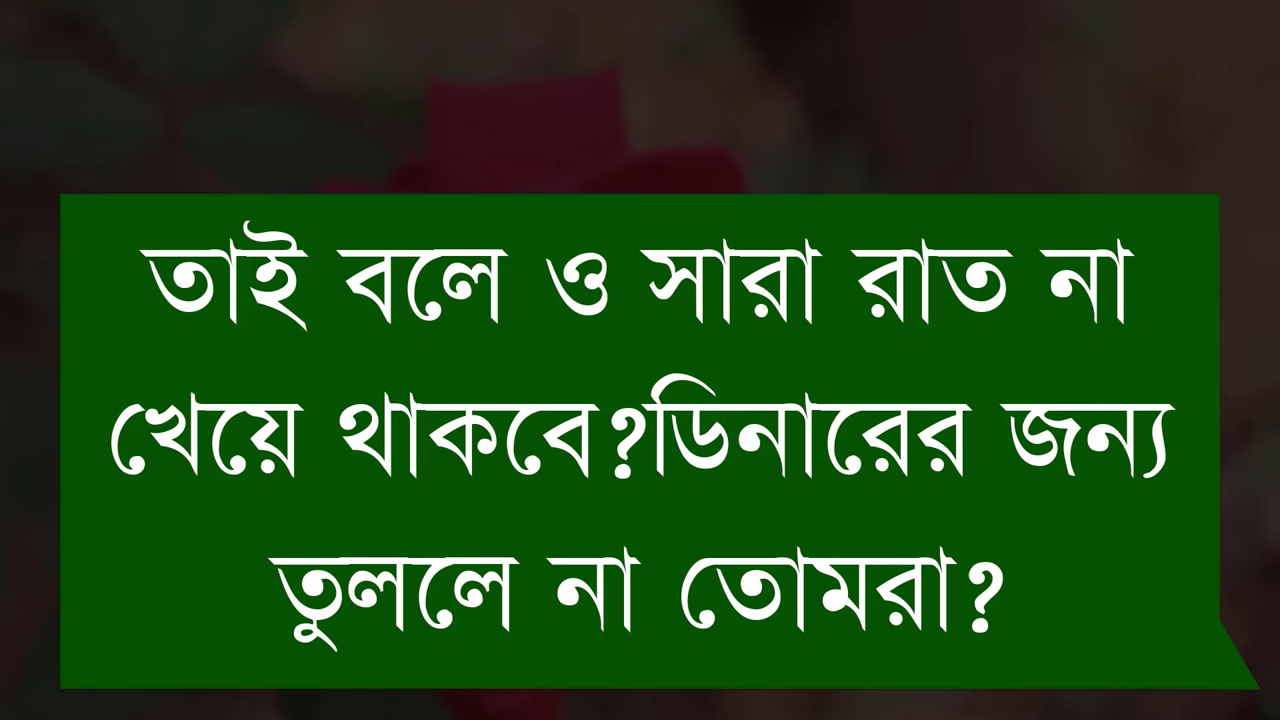 তাই বলে ও সারা রাত না
খেয়ে থাকবে?ডিনারের জন্য
তুললে না তোমরা?